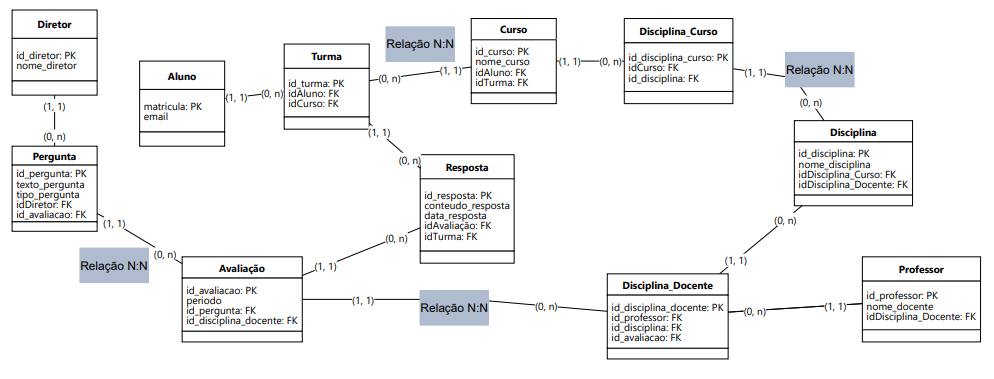 Diretor
id_diretor: PK
nome_diretor
(1, 1)
(0, n)
Pergunta
id_pergunta: PK
texto_pergunta
tipo_pergunta
idDiretor: FK
id_avaliacao: FK
(1, 1)
Relação N:N
(0, n)
Aluno
matricula: PK
email
(1, 1)
(0, n)
Turma
id_turma: PK
idAluno: FK
idCurso: FK
(0, n)
Relação N:N
(1, 1)
Curso
id_curso: PK
nome_curso
idAluno: FK
idTurma: FK
(1, 1)
(0, n)
Disciplina_Curso
id_disciplina_curso: PK
idCurso: FK
id_disciplina: FK
(1, 1)
Relação N:N
(0, n)
Disciplina
id_disciplina: PK
nome_disciplina
idDisciplina_Curso: FK
idDisciplina_Docente: FK
(0, n)
(1, 1)
(1, 1)
(0, n)
Resposta
id_resposta: PK
conteudo_resposta
data_resposta
idAvaliação: FK
idTurma: FK
(0, n)
(1, 1)
Avaliação
id_avaliacao: PK
periodo
id_pergunta: FK
id_disciplina_docente: FK
(1, 1)
Relação N:N
(0, n)
Disciplina_Docente
id_disciplina_docente: PK
id_professor: FK
id_disciplina: FK
id_avaliacao: FK
(0, n)
(1, 1)
Professor
id_professor: PK
nome_docente
idDisciplina_Docente: FK